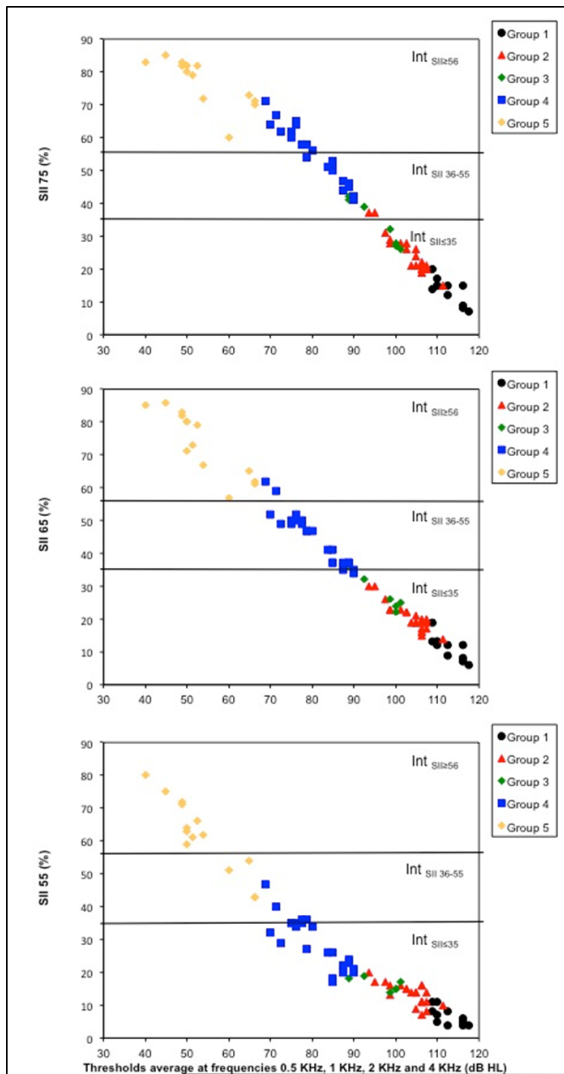 90
80
70
60
50
40
30
20
10
0
SII 75 (%)
Int SII≥56
Int SII 36-55
Int SII≤35
30 40 50 60 70 80 90 100 110 120
Group 1
Group 2
Group 3
Group 4
Group 5
90
80
70
60
50
40
30
20
10
0
SII 65 (%)
Int SII≥56
Int SII 36-55
Int SII≤35
30 40 50 60 70 80 90 100 110 120
Group 1
Group 2
Group 3
Group 4
Group 5
90
80
70
60
50
40
30
20
10
0
SII 55 (%)
Int SII≥56
Int SII 36-55
Int SII≤35
30 40 50 60 70 80 90 100 110 120
Group 1
Group 2
Group 3
Group 4
Group 5
Thresholds average at frequencies 0.5 KHz, 1 KHz, 2 KHz and 4 KHz (dB HL)